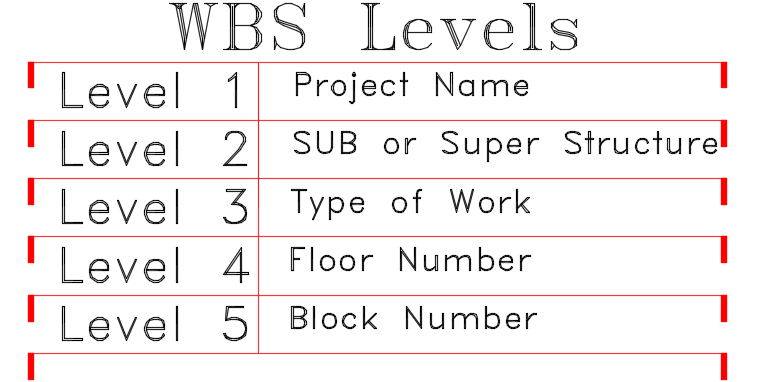 WBS Levels
Level 1 Project Name
Level 2 SUB or Super Structure
Level 3 Type of Work
Level 4 Floor Number
Level 5 Block Number